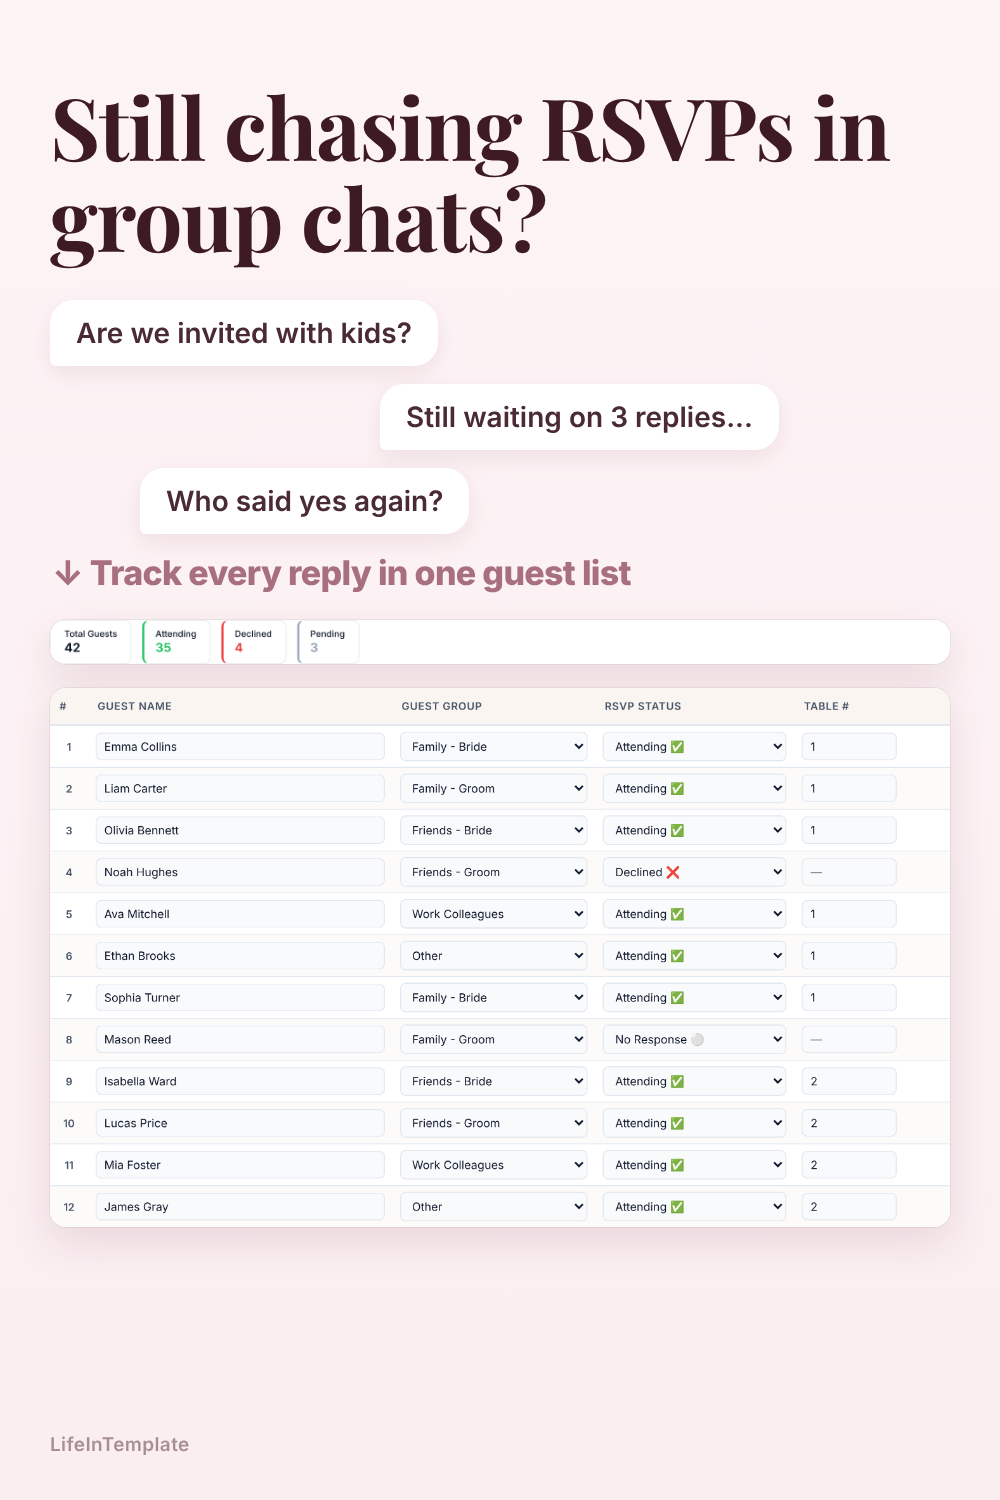 Still chasing RSVPs in
group chats?
Are we invited with kids?
Still waiting on 3 replies...
Who said yes again?
↓ Track every reply in one guest list
Total Guests Attending Declined Pending
42 35 4 3
# GUEST NAME GUEST GROUP RSVP STATUS TABLE #
1 Emma Collins Family - Bride Attending ✅ 1
2 Liam Carter Family - Groom Attending ✅ 1
3 Olivia Bennett Friends - Bride Attending ✅ 1
4 Noah Hughes Friends - Groom Declined ❌ —
5 Ava Mitchell Work Colleagues Attending ✅ 1
6 Ethan Brooks Other Attending ✅ 1
7 Sophia Turner Family - Bride Attending ✅ 1
8 Mason Reed Family - Groom No Response ⚪ —
9 Isabella Ward Friends - Bride Attending ✅ 2
10 Lucas Price Friends - Groom Attending ✅ 2
11 Mia Foster Work Colleagues Attending ✅ 2
12 James Gray Other Attending ✅ 2
LifeInTemplate